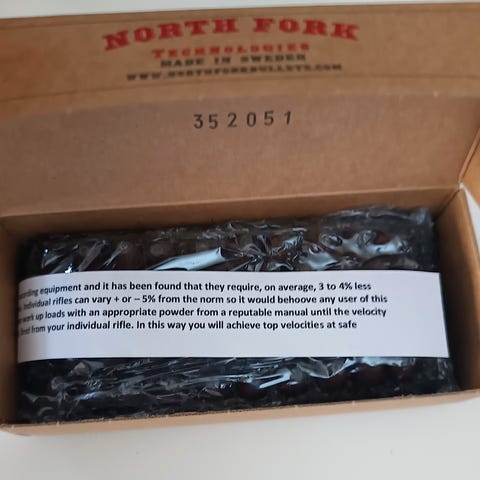 NORTH FORK
TECHNOLOGIES
MADE IN SWEDEN
WWW.NORTHFORKBULLETS.COM
352051
equipment and it has been found that they require, on average, 3 to 4% less
individual rifles can vary + or – 5% from the norm so it would behoove any user of this
work up loads with an appropriate powder from a reputable manual until the velocity
from your individual rifle. In this way you will achieve top velocities at safe